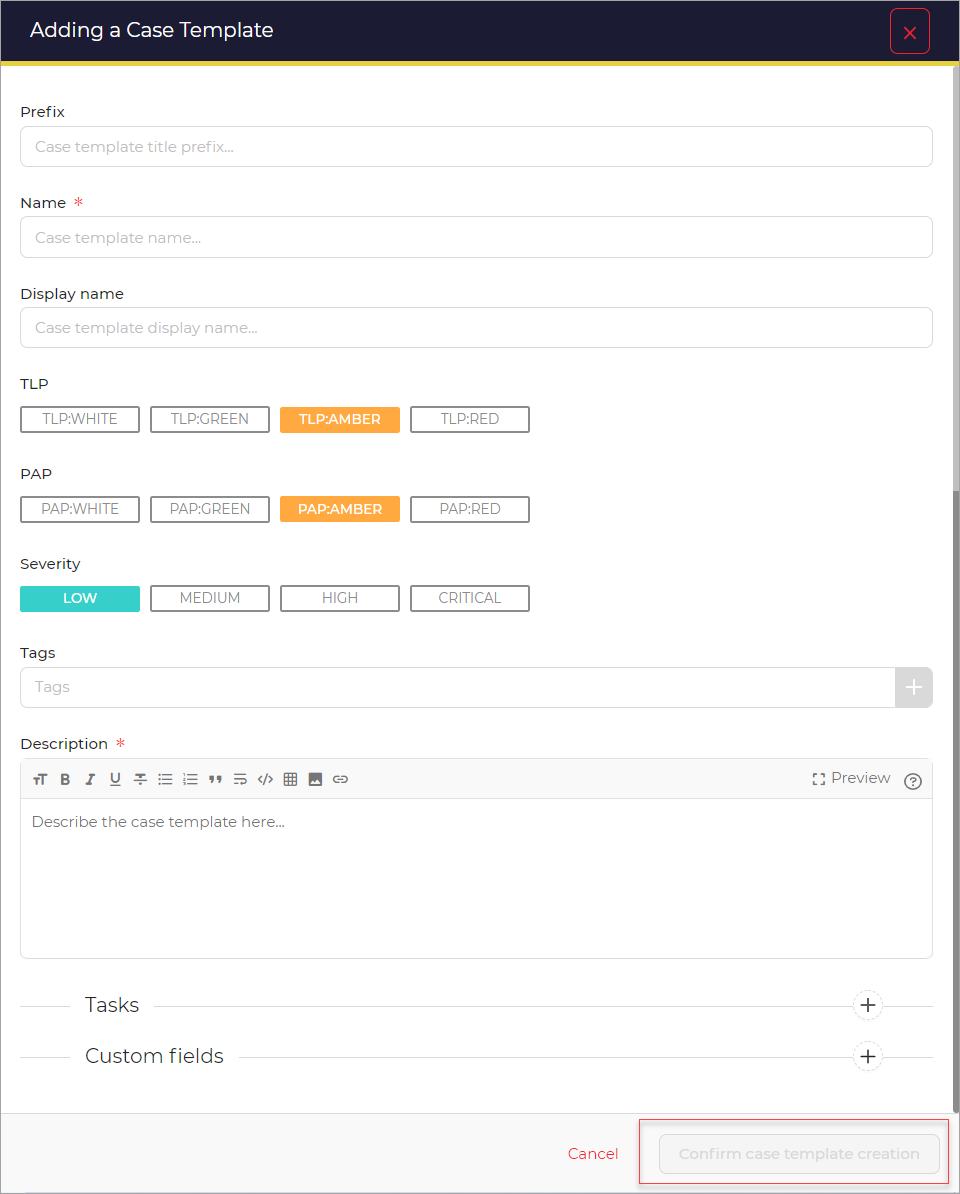 Adding a Case Template
Prefix
Case template title prefix...
Name *
Case template name...
Display name
Case template display name...
TLP
TLP:WHITE TLP:GREEN TLP:AMBER TLP:RED
PAP
PAP:WHITE PAP:GREEN PAP:AMBER PAP:RED
Severity
LOW MEDIUM HIGH CRITICAL
Tags
Tags
Description *
Preview
Describe the case template here...
Tasks
Custom fields
Cancel Confirm case template creation